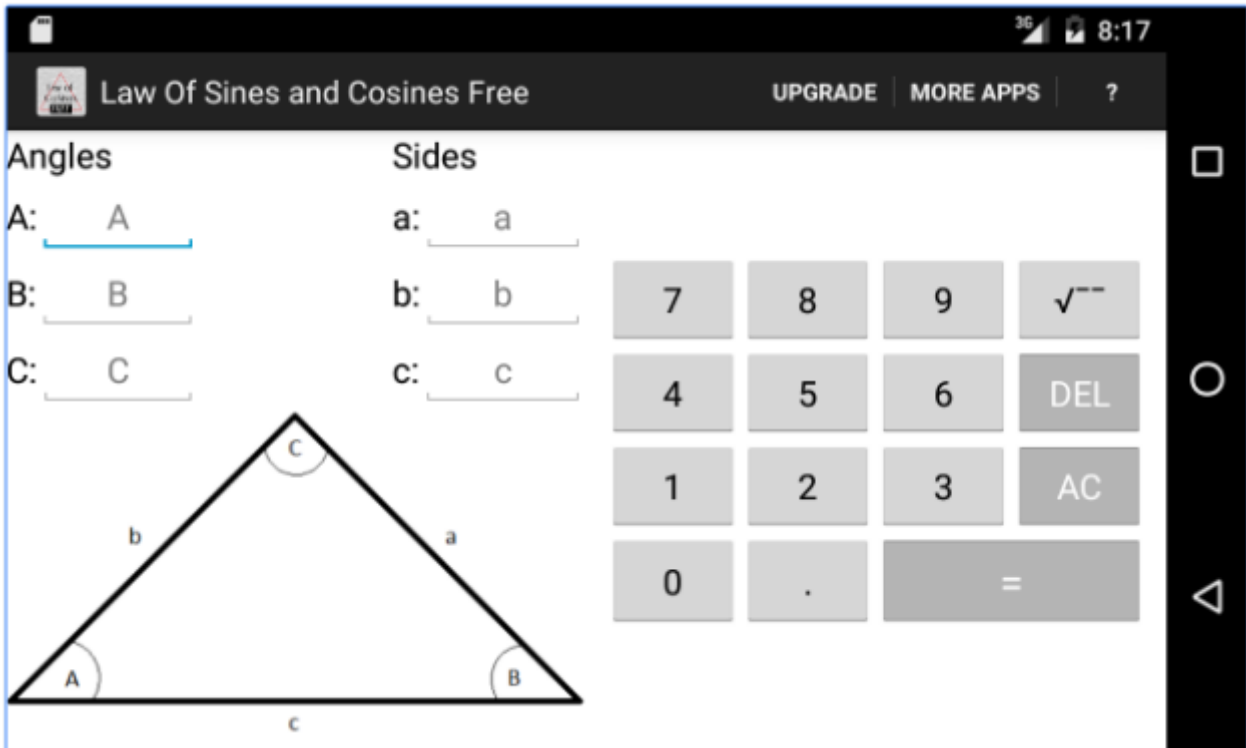 3G 8:17
Law Of Sines and Cosines Free UPGRADE MORE APPS ?
Angles Sides
A: A a: a
B: B b: b
C: C c: c
7 8 9 √--
4 5 6 DEL
1 2 3 AC
0 . =
C
b a
A B
c